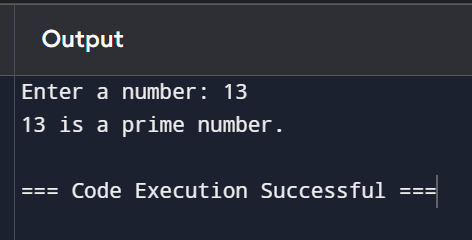 Output
Enter a number: 13
13 is a prime number.
=== Code Execution Successful ===